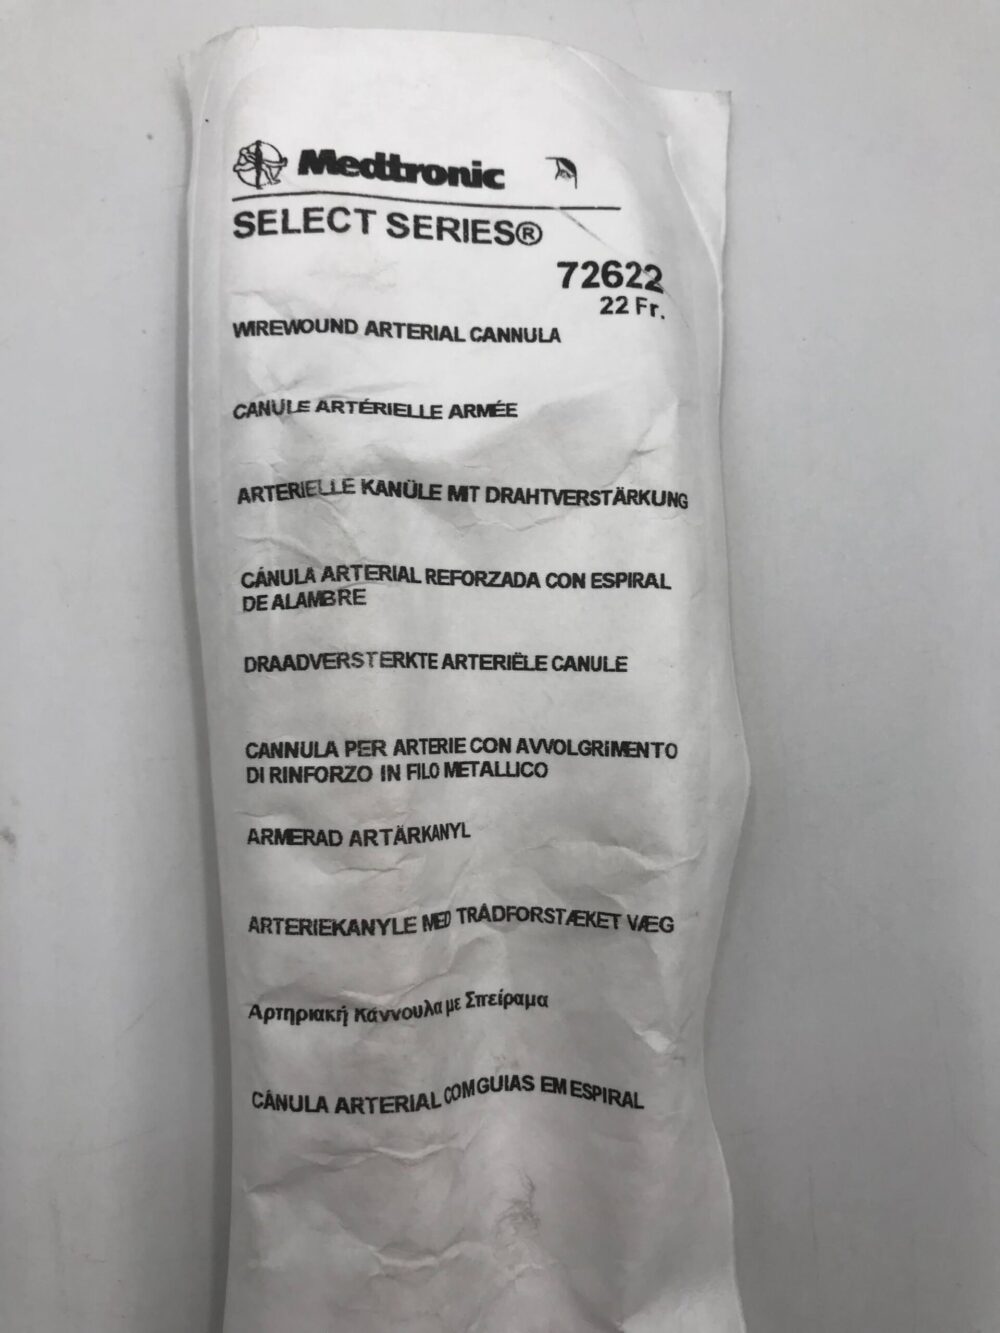 Medtronic
SELECT SERIES®
72622
22 Fr.
WIREWOUND ARTERIAL CANNULA
CANULE ARTÉRIELLE ARMÉE
ARTERIELLE KANÜLE MIT DRAHTVERSTÄRKUNG
CÁNULA ARTERIAL REFORZADA CON ESPIRAL
DE ALAMBRE
DRAADVERSTERKTE ARTERIËLE CANULE
CANNULA PER ARTERIE CON AVVOLGRIMENTO
DI RINFORZO IN FILO METALLICO
ARMERAD ARTÄRKANYL
ARTERIEKANYLE MED TRÅDFORSTÆKET VÆG
Αρτηριακή Κάννουλα με Σπείραμα
CÂNULA ARTERIAL COM GUIAS EM ESPIRAL